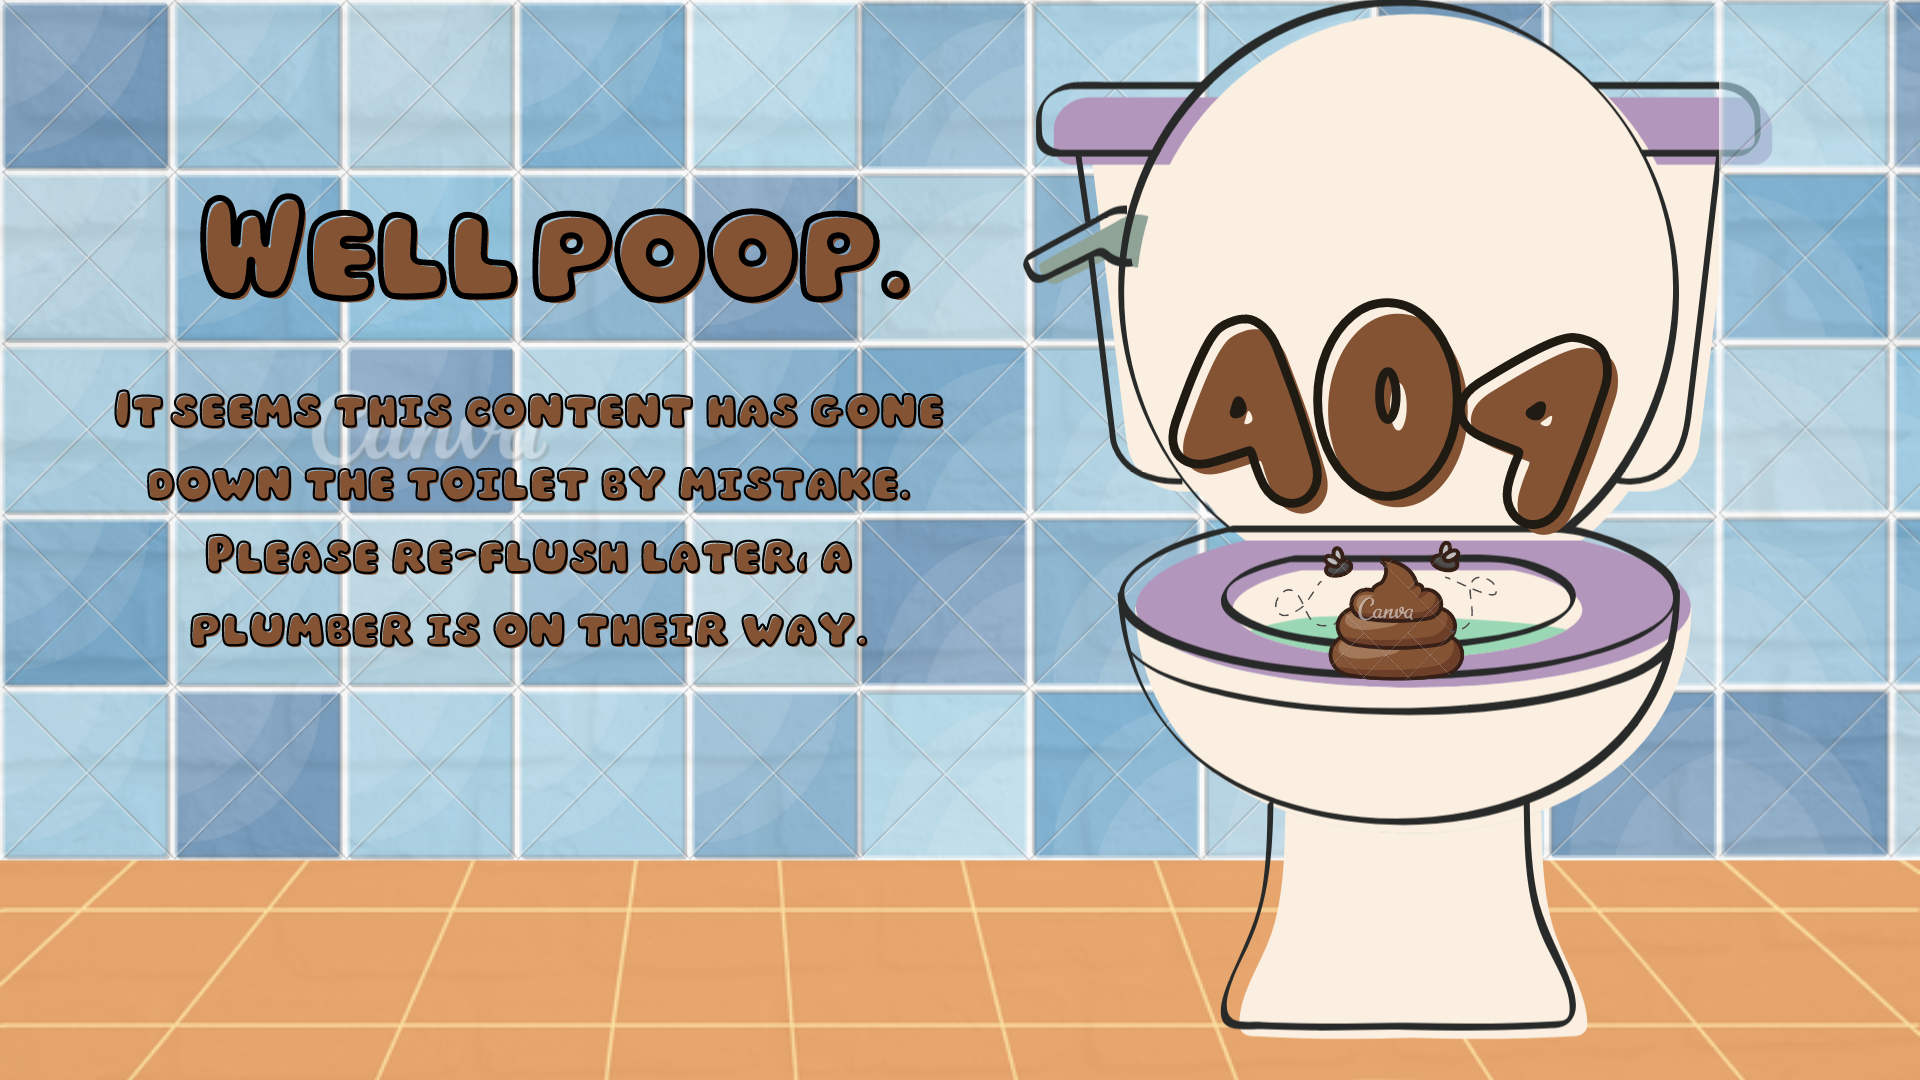 WELL POOP.
IT SEEMS THIS CONTENT HAS GONE
DOWN THE TOILET BY MISTAKE.
PLEASE RE-FLUSH LATER, A
PLUMBER IS ON THEIR WAY.
404
Canva
Canva